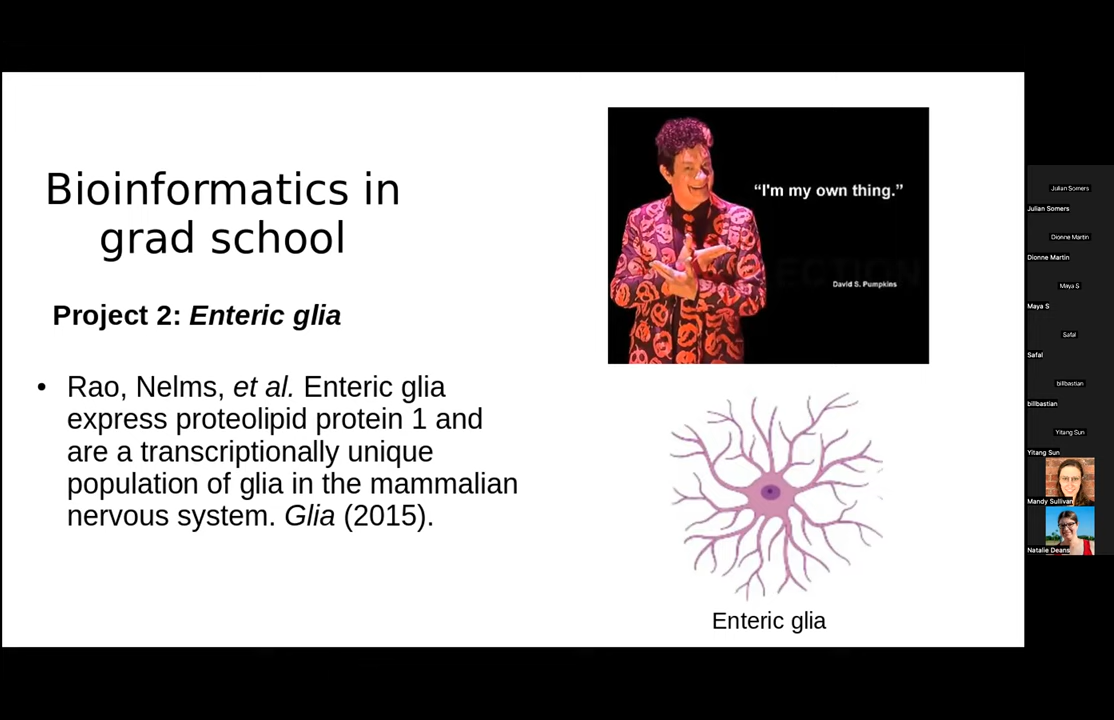 Bioinformatics in
grad school
Project 2: Enteric glia
• Rao, Nelms, et al. Enteric glia
express proteolipid protein 1 and
are a transcriptionally unique
population of glia in the mammalian
nervous system. Glia (2015).
“I'm my own thing.”
David S. Pumpkins
Enteric glia
Julian Somers
Julian Somers
Dionne Martin
Dionne Martin
Maya S
Maya S
Safal
Safal
billbastian
billbastian
Yitang Sun
Yitang Sun
Mandy Sullivan
Natalie Deans